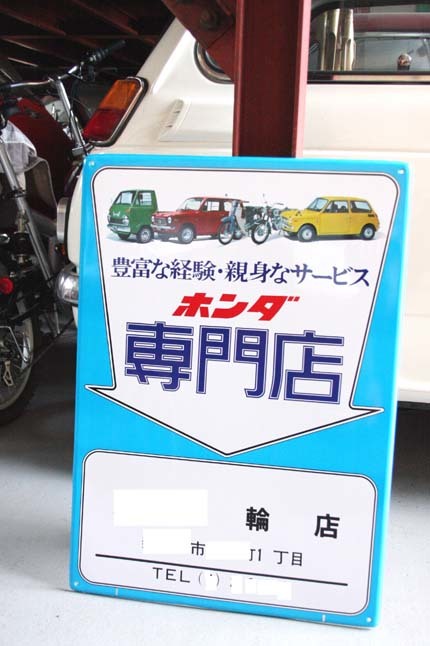 豊富な経験・親身なサービス
ホンダ
専門店
輪 店
市 1 丁目
TEL (